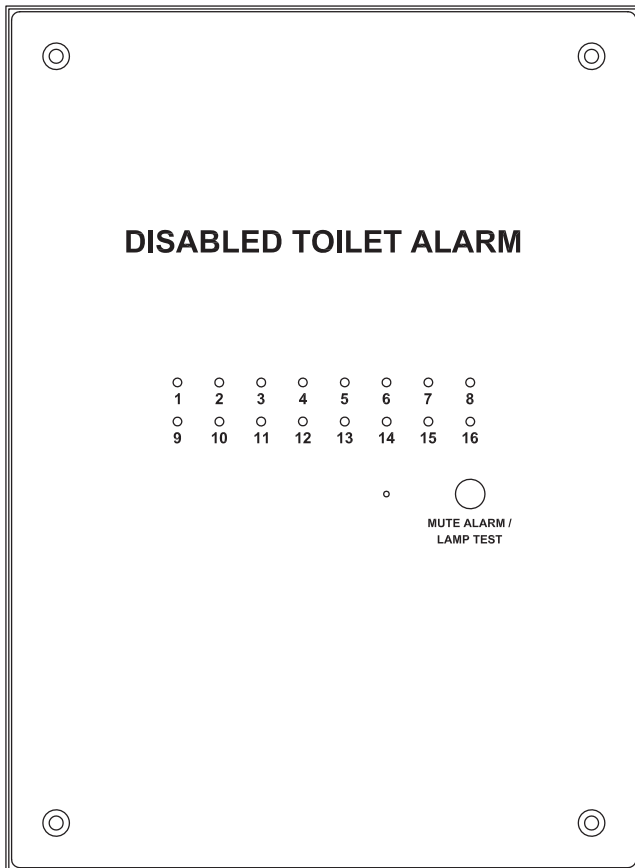 DISABLED TOILET ALARM
1 2 3 4 5 6 7 8
9 10 11 12 13 14 15 16
MUTE ALARM /
LAMP TEST